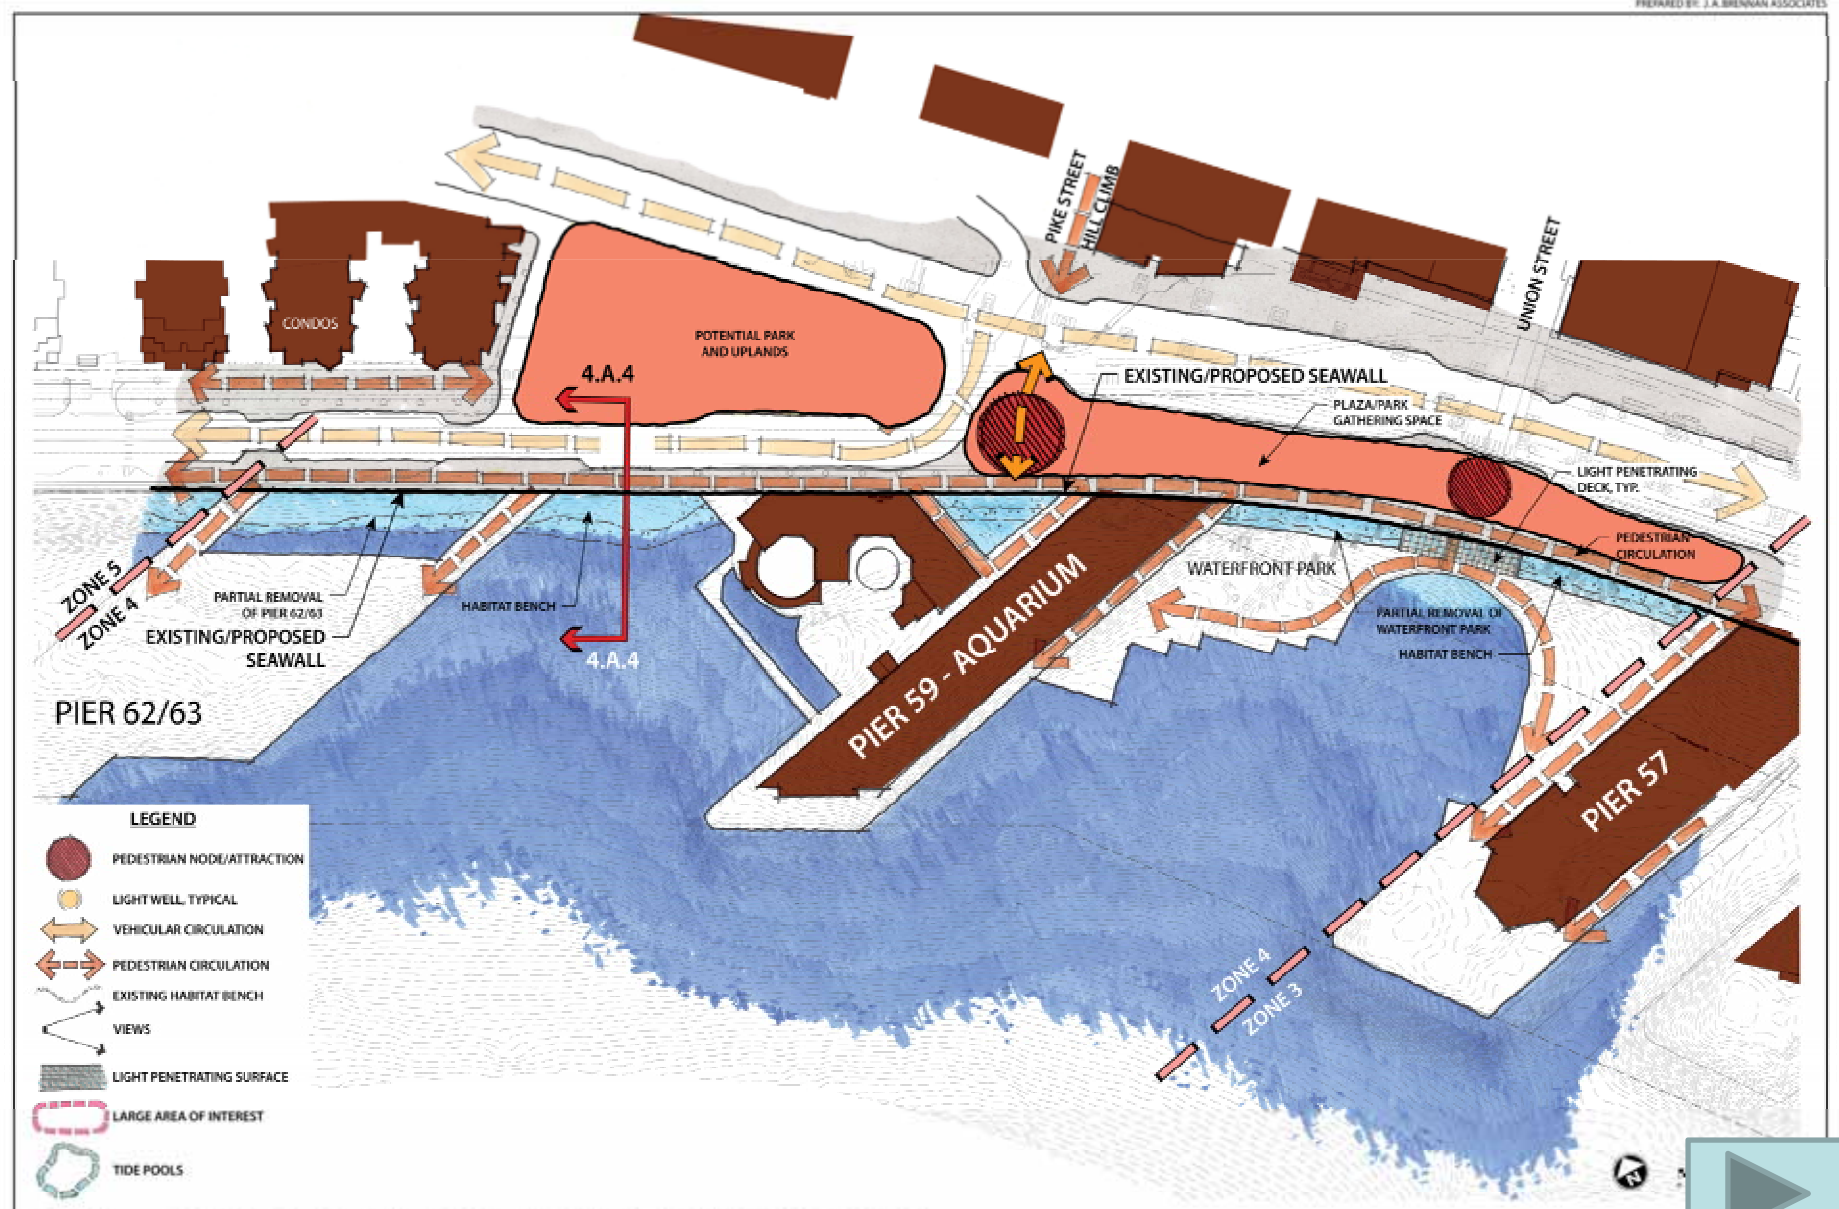 PREPARED BY: J.A.BRENNAN ASSOCIATES
PIKE STREET
HILL CLIMB
UNION STREET
CONDOS
POTENTIAL PARK
AND UPLANDS
4.A.4
EXISTING/PROPOSED SEAWALL
PLAZA/PARK
GATHERING SPACE
LIGHT PENETRATING
DECK, TYP.
PEDESTRIAN
CIRCULATION
ZONE 5
ZONE 4
PARTIAL REMOVAL
OF PIER 62/63
EXISTING/PROPOSED
SEAWALL
HABITAT BENCH
4.A.4
WATERFRONT PARK
PARTIAL REMOVAL OF
WATERFRONT PARK
HABITAT BENCH
PIER 62/63
PIER 59 - AQUARIUM
PIER 57
ZONE 4
ZONE 3
LEGEND
PEDESTRIAN NODE/ATTRACTION
LIGHT WELL, TYPICAL
VEHICULAR CIRCULATION
PEDESTRIAN CIRCULATION
EXISTING HABITAT BENCH
VIEWS
LIGHT PENETRATING SURFACE
LARGE AREA OF INTEREST
TIDE POOLS
N